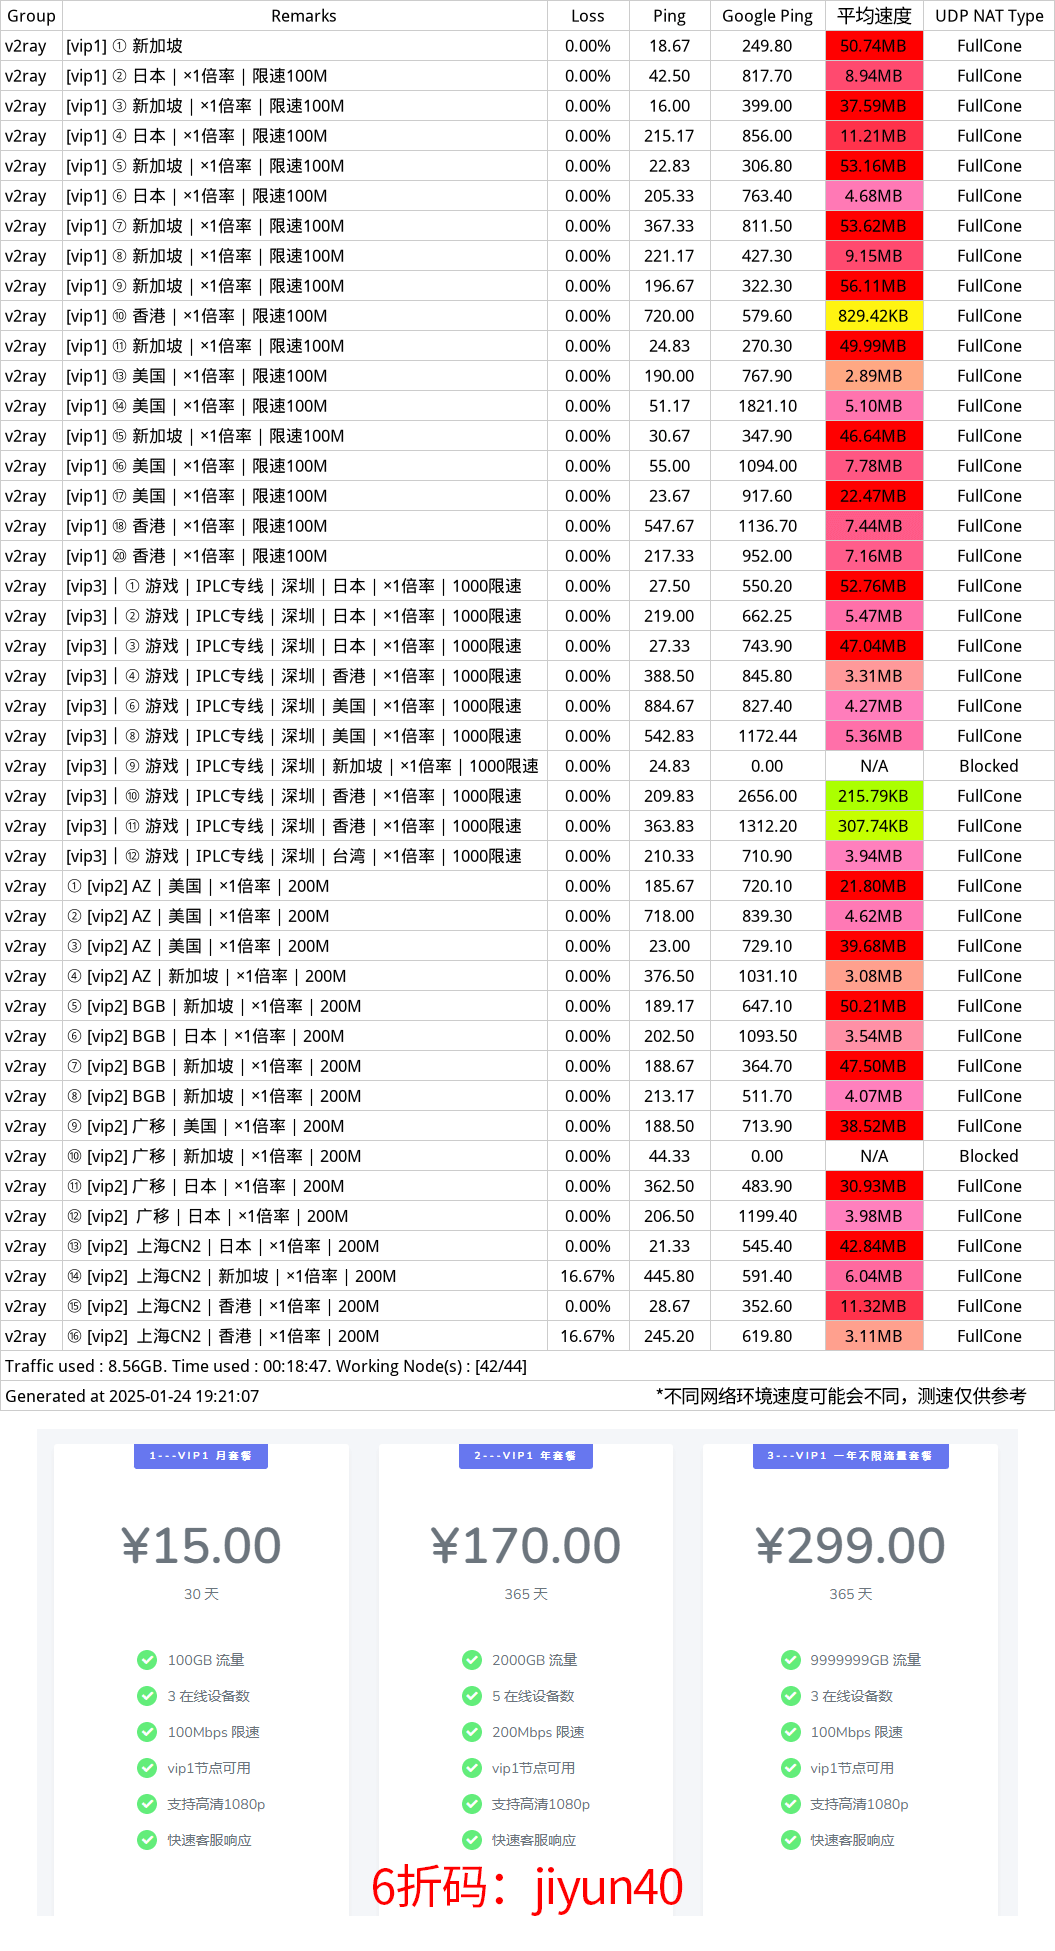 Group Remarks Loss Ping Google Ping 平均速度 UDP NAT Type
v2ray [vip1] ① 新加坡 0.00% 18.67 249.80 50.74MB FullCone
v2ray [vip1] ② 日本 | ×1倍率 | 限速100M 0.00% 42.50 817.70 8.94MB FullCone
v2ray [vip1] ③ 新加坡 | ×1倍率 | 限速100M 0.00% 16.00 399.00 37.59MB FullCone
v2ray [vip1] ④ 日本 | ×1倍率 | 限速100M 0.00% 215.17 856.00 11.21MB FullCone
v2ray [vip1] ⑤ 新加坡 | ×1倍率 | 限速100M 0.00% 22.83 306.80 53.16MB FullCone
v2ray [vip1] ⑥ 日本 | ×1倍率 | 限速100M 0.00% 205.33 763.40 4.68MB FullCone
v2ray [vip1] ⑦ 新加坡 | ×1倍率 | 限速100M 0.00% 367.33 811.50 53.62MB FullCone
v2ray [vip1] ⑧ 新加坡 | ×1倍率 | 限速100M 0.00% 221.17 427.30 9.15MB FullCone
v2ray [vip1] ⑨ 新加坡 | ×1倍率 | 限速100M 0.00% 196.67 322.30 56.11MB FullCone
v2ray [vip1] ⑩ 香港 | ×1倍率 | 限速100M 0.00% 720.00 579.60 829.42KB FullCone
v2ray [vip1] ⑪ 新加坡 | ×1倍率 | 限速100M 0.00% 24.83 270.30 49.99MB FullCone
v2ray [vip1] ⑬ 美国 | ×1倍率 | 限速100M 0.00% 190.00 767.90 2.89MB FullCone
v2ray [vip1] ⑭ 美国 | ×1倍率 | 限速100M 0.00% 51.17 1821.10 5.10MB FullCone
v2ray [vip1] ⑮ 新加坡 | ×1倍率 | 限速100M 0.00% 30.67 347.90 46.64MB FullCone
v2ray [vip1] ⑯ 美国 | ×1倍率 | 限速100M 0.00% 55.00 1094.00 7.78MB FullCone
v2ray [vip1] ⑰ 美国 | ×1倍率 | 限速100M 0.00% 23.67 917.60 22.47MB FullCone
v2ray [vip1] ⑱ 香港 | ×1倍率 | 限速100M 0.00% 547.67 1136.70 7.44MB FullCone
v2ray [vip1] ⑳ 香港 | ×1倍率 | 限速100M 0.00% 217.33 952.00 7.16MB FullCone
v2ray [vip3] | ① 游戏 | IPLC专线 | 深圳 | 日本 | ×1倍率 | 1000限速 0.00% 27.50 550.20 52.76MB FullCone
v2ray [vip3] | ② 游戏 | IPLC专线 | 深圳 | 日本 | ×1倍率 | 1000限速 0.00% 219.00 662.25 5.47MB FullCone
v2ray [vip3] | ③ 游戏 | IPLC专线 | 深圳 | 日本 | ×1倍率 | 1000限速 0.00% 27.33 743.90 47.04MB FullCone
v2ray [vip3] | ④ 游戏 | IPLC专线 | 深圳 | 香港 | ×1倍率 | 1000限速 0.00% 388.50 845.80 3.31MB FullCone
v2ray [vip3] | ⑥ 游戏 | IPLC专线 | 深圳 | 美国 | ×1倍率 | 1000限速 0.00% 884.67 827.40 4.27MB FullCone
v2ray [vip3] | ⑧ 游戏 | IPLC专线 | 深圳 | 美国 | ×1倍率 | 1000限速 0.00% 542.83 1172.44 5.36MB FullCone
v2ray [vip3] | ⑨ 游戏 | IPLC专线 | 深圳 | 新加坡 | ×1倍率 | 1000限速 0.00% 24.83 0.00 N/A Blocked
v2ray [vip3] | ⑩ 游戏 | IPLC专线 | 深圳 | 香港 | ×1倍率 | 1000限速 0.00% 209.83 2656.00 215.79KB FullCone
v2ray [vip3] | ⑪ 游戏 | IPLC专线 | 深圳 | 香港 | ×1倍率 | 1000限速 0.00% 363.83 1312.20 307.74KB FullCone
v2ray [vip3] | ⑫ 游戏 | IPLC专线 | 深圳 | 台湾 | ×1倍率 | 1000限速 0.00% 210.33 710.90 3.94MB FullCone
v2ray ① [vip2] AZ | 美国 | ×1倍率 | 200M 0.00% 185.67 720.10 21.80MB FullCone
v2ray ② [vip2] AZ | 美国 | ×1倍率 | 200M 0.00% 718.00 839.30 4.62MB FullCone
v2ray ③ [vip2] AZ | 美国 | ×1倍率 | 200M 0.00% 23.00 729.10 39.68MB FullCone
v2ray ④ [vip2] AZ | 新加坡 | ×1倍率 | 200M 0.00% 376.50 1031.10 3.08MB FullCone
v2ray ⑤ [vip2] BGB | 新加坡 | ×1倍率 | 200M 0.00% 189.17 647.10 50.21MB FullCone
v2ray ⑥ [vip2] BGB | 日本 | ×1倍率 | 200M 0.00% 202.50 1093.50 3.54MB FullCone
v2ray ⑦ [vip2] BGB | 新加坡 | ×1倍率 | 200M 0.00% 188.67 364.70 47.50MB FullCone
v2ray ⑧ [vip2] BGB | 新加坡 | ×1倍率 | 200M 0.00% 213.17 511.70 4.07MB FullCone
v2ray ⑨ [vip2] 广移 | 美国 | ×1倍率 | 200M 0.00% 188.50 713.90 38.52MB FullCone
v2ray ⑩ [vip2] 广移 | 新加坡 | ×1倍率 | 200M 0.00% 44.33 0.00 N/A Blocked
v2ray ⑪ [vip2] 广移 | 日本 | ×1倍率 | 200M 0.00% 362.50 483.90 30.93MB FullCone
v2ray ⑫ [vip2] 广移 | 日本 | ×1倍率 | 200M 0.00% 206.50 1199.40 3.98MB FullCone
v2ray ⑬ [vip2] 上海CN2 | 日本 | ×1倍率 | 200M 0.00% 21.33 545.40 42.84MB FullCone
v2ray ⑭ [vip2] 上海CN2 | 新加坡 | ×1倍率 | 200M 16.67% 445.80 591.40 6.04MB FullCone
v2ray ⑮ [vip2] 上海CN2 | 香港 | ×1倍率 | 200M 0.00% 28.67 352.60 11.32MB FullCone
v2ray ⑯ [vip2] 上海CN2 | 香港 | ×1倍率 | 200M 16.67% 245.20 619.80 3.11MB FullCone
Traffic used : 8.56GB. Time used : 00:18:47. Working Node(s) : [42/44]
Generated at 2025-01-24 19:21:07 *不同网络环境速度可能会不同，测速仅供参考
1---VIP1 月套餐 2---VIP1 年套餐 3---VIP1 一年不限流量套餐
¥15.00 ¥170.00 ¥299.00
30 天 365 天 365 天
100GB 流量 2000GB 流量 9999999GB 流量
3 在线设备数 5 在线设备数 3 在线设备数
100Mbps 限速 200Mbps 限速 100Mbps 限速
vip1节点可用 vip1节点可用 vip1节点可用
支持高清1080p 支持高清1080p 支持高清1080p
快速客服响应 快速客服响应 快速客服响应
6折码：jiyun40